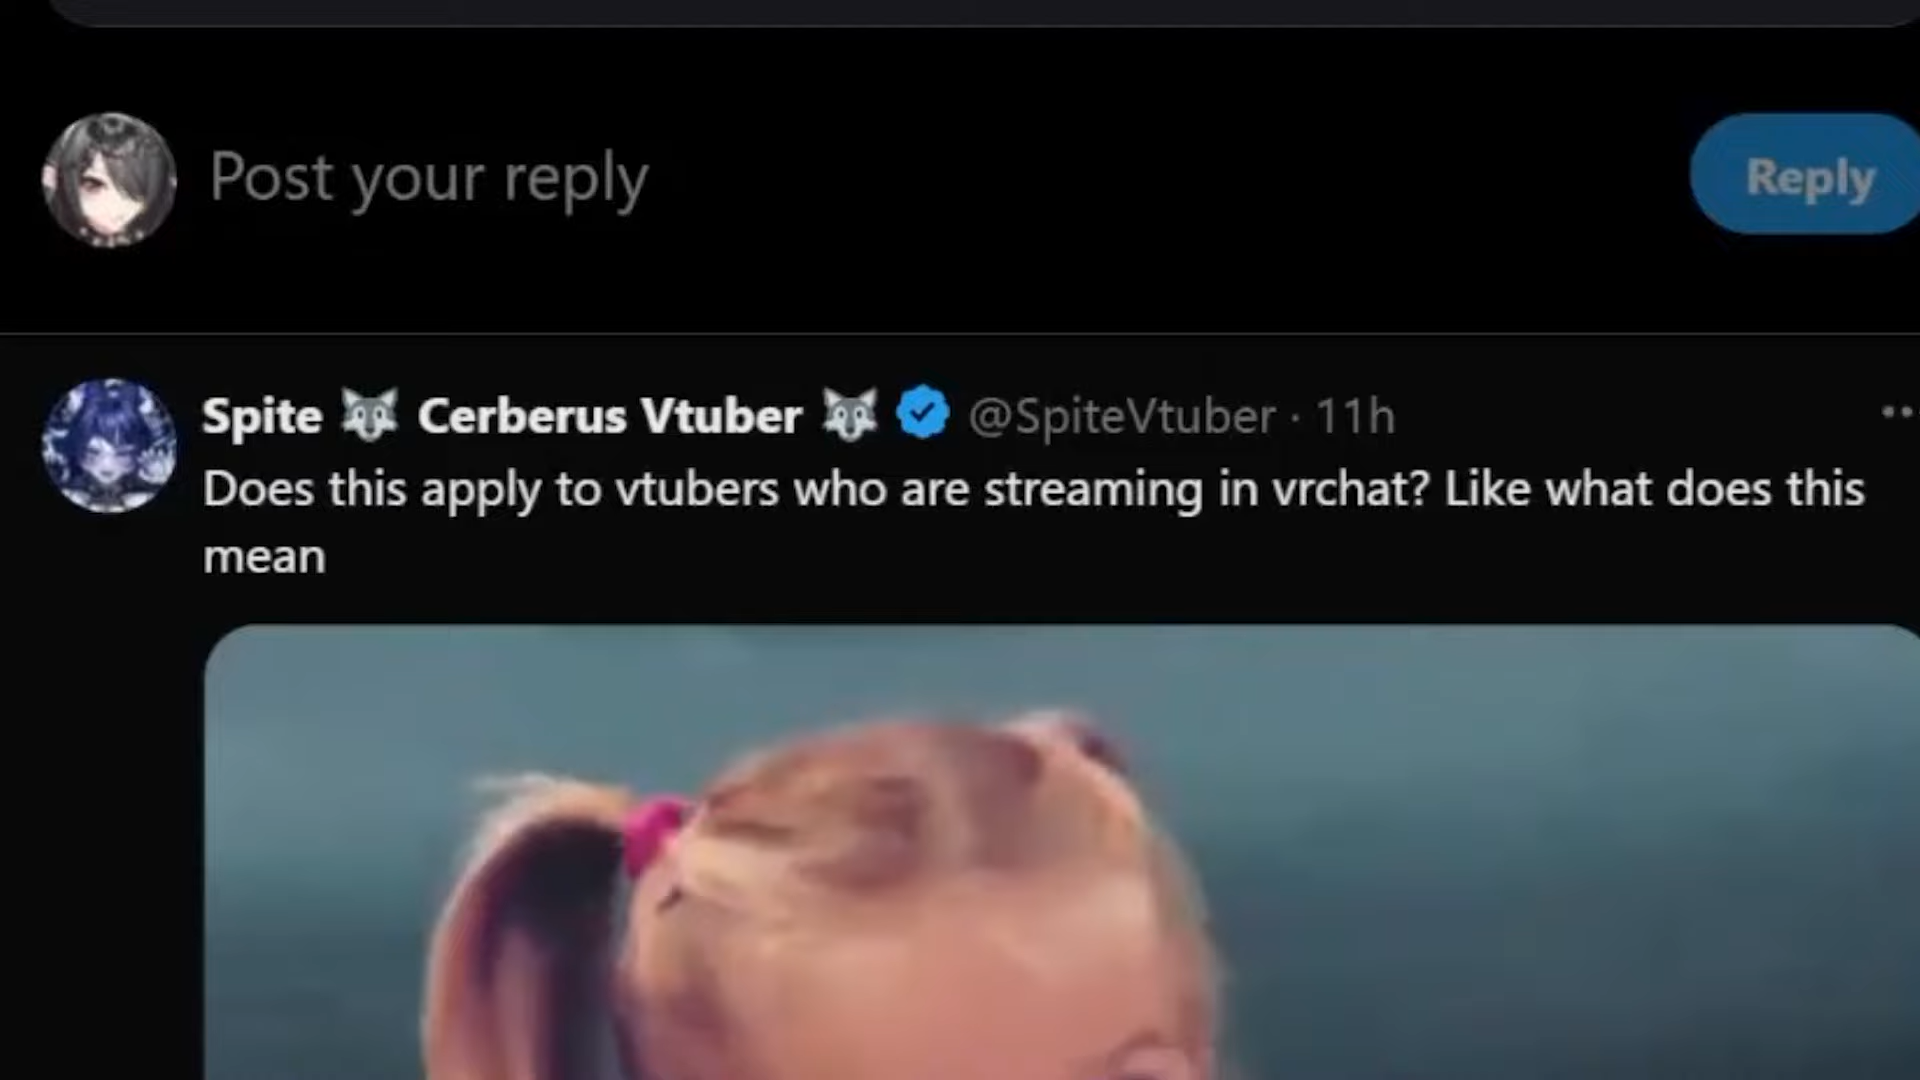 Post your reply
Reply
Spite 🐺 Cerberus Vtuber 🐺 @SpiteVtuber · 11h
Does this apply to vtubers who are streaming in vrchat? Like what does this
mean